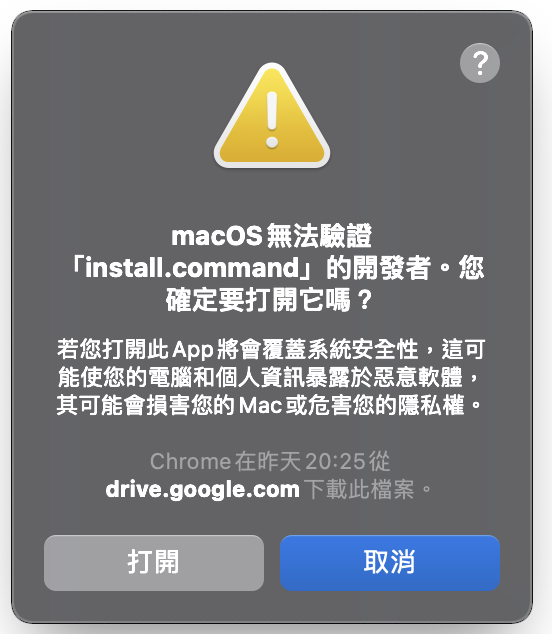 ?
macOS 無法驗證
「install.command」的開發者。您
確定要打開它嗎？
若您打開此 App 將會覆蓋系統安全性，這可
能使您的電腦和個人資訊暴露於惡意軟體，
其可能會損害您的 Mac 或危害您的隱私權。
Chrome 在昨天 20:25 從
drive.google.com 下載此檔案。
打開
取消